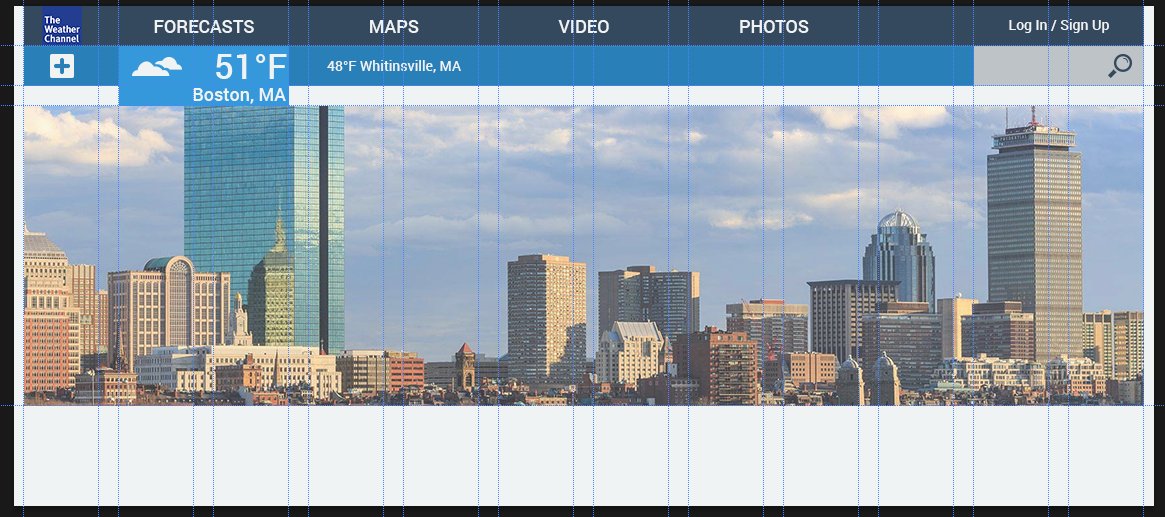 The
Weather
Channel
FORECASTS
MAPS
VIDEO
PHOTOS
Log In / Sign Up
51°F
48°F Whitinsville, MA
Boston, MA